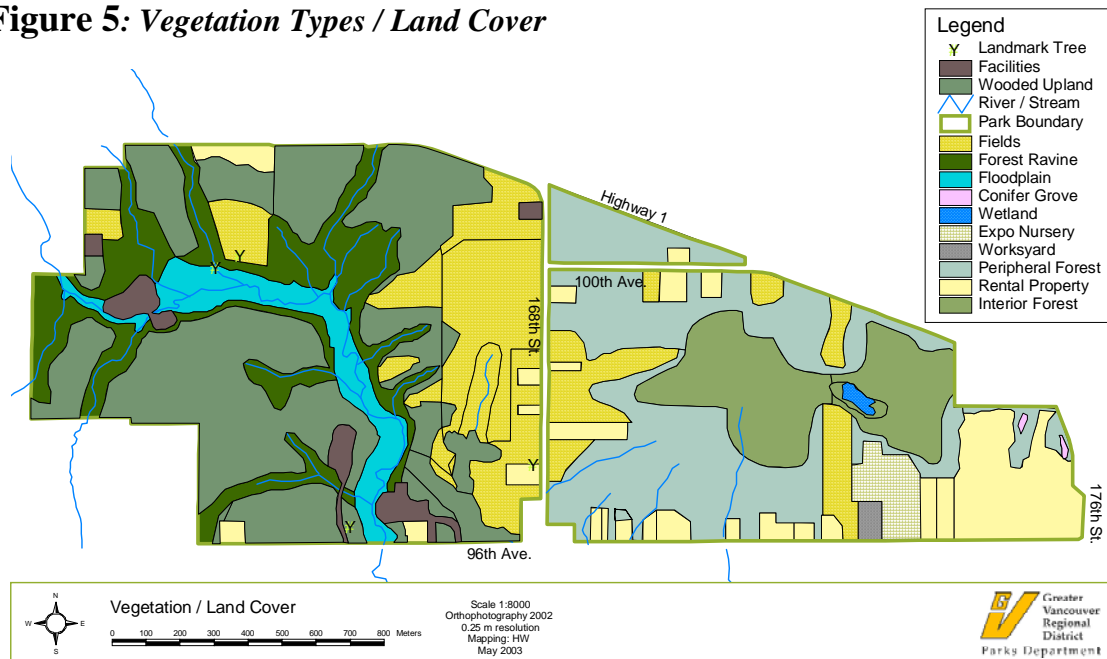 Figure 5: Vegetation Types / Land Cover
Legend
Y Landmark Tree
Facilities
Wooded Upland
River / Stream
Park Boundary
Fields
Forest Ravine
Floodplain
Conifer Grove
Wetland
Expo Nursery
Worksyard
Peripheral Forest
Rental Property
Interior Forest
Highway 1
100th Ave.
168th St.
Y
Y
Y
Y
176th St.
96th Ave.
N
W E
S
Vegetation / Land Cover
0 100 200 300 400 500 600 700 800 Meters
Scale 1:8000
Orthophotography 2002
0.25 m resolution
Mapping: HW
May 2003
Greater
Vancouver
Regional
District
Parks Department